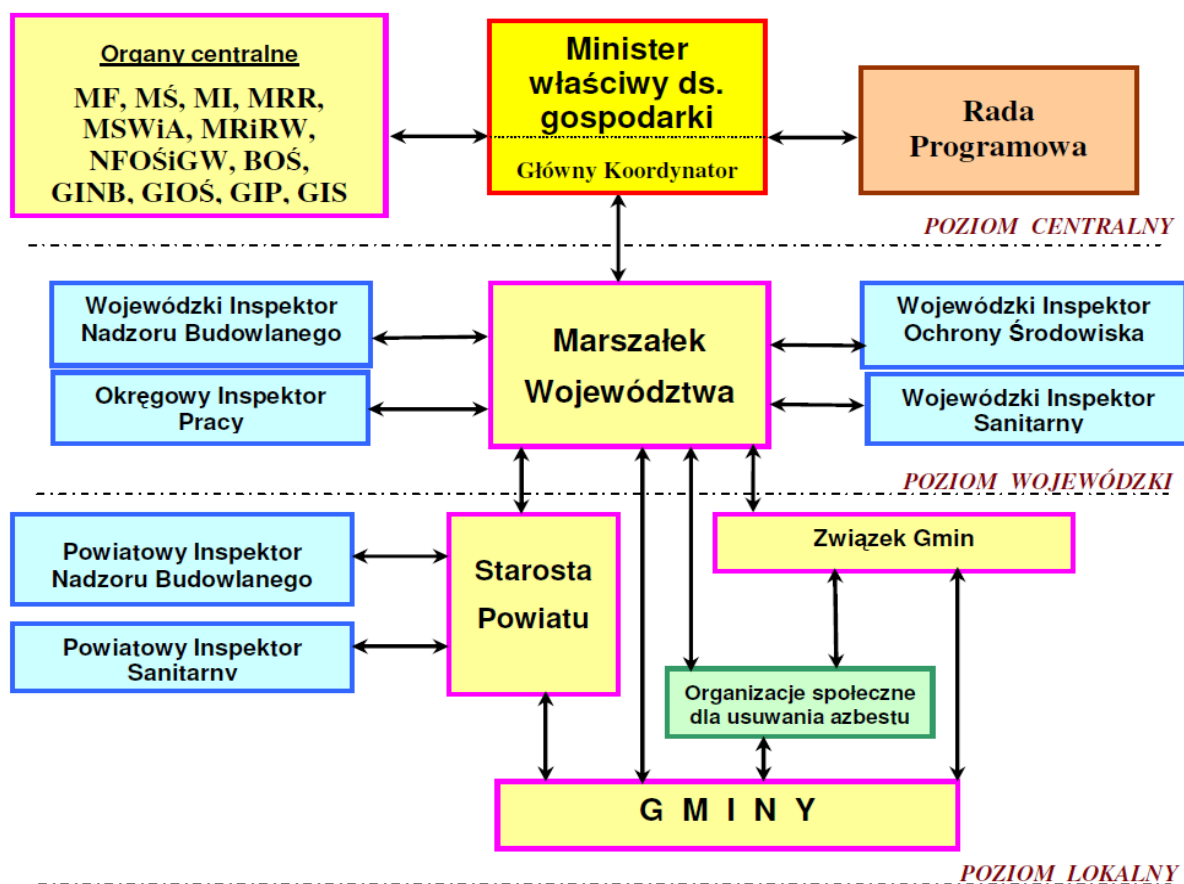 Organy centralne
MF, MŚ, MI, MRR,
MSWiA, MRiRW,
NFOŚiGW, BOŚ,
GINB, GIOŚ, GIP, GIS
Minister
właściwy ds.
gospodarki
Główny Koordynator
Rada
Programowa
POZIOM CENTRALNY
Wojewódzki Inspektor
Nadzoru Budowlanego
Okręgowy Inspektor
Pracy
Marszałek
Województwa
Wojewódzki Inspektor
Ochrony Środowiska
Wojewódzki Inspektor
Sanitarny
POZIOM WOJEWÓDZKI
Powiatowy Inspektor
Nadzoru Budowlanego
Powiatowy Inspektor
Sanitarny
Starosta
Powiatu
Związek Gmin
Organizacje społeczne
dla usuwania azbestu
G M I N Y
POZIOM LOKALNY